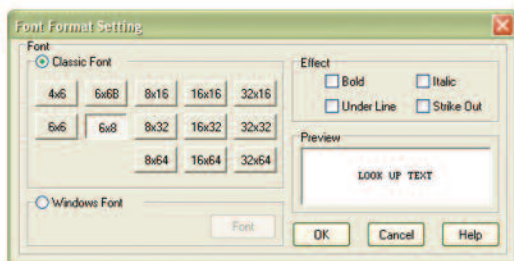 Font Format Setting
Font
Classic Font
4x6 6x6B 8x16 16x16 32x16
6x6 6x8 8x32 16x32 32x32
8x64 16x64 32x64
Windows Font
Font
Effect
Bold Italic
Under Line Strike Out
Preview
LOOK UP TEXT
OK Cancel Help